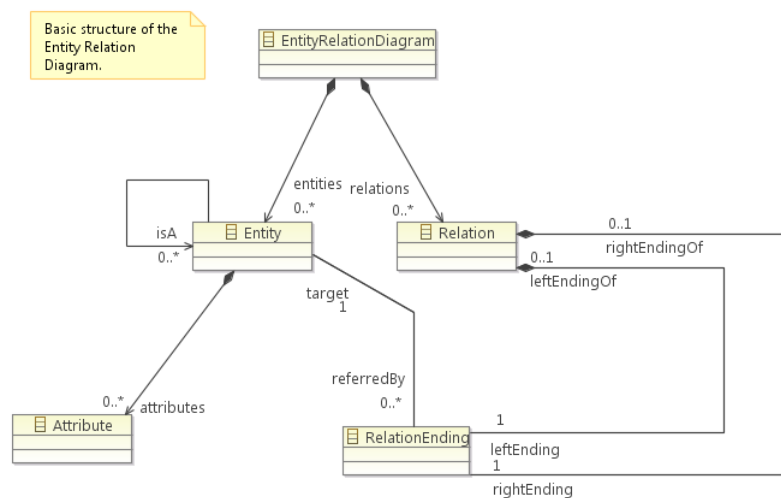 Basic structure of the
Entity Relation
Diagram.
EntityRelationDiagram
entities
relations
0..*
0..*
isA
0..*
Entity
Relation
0..1
rightEndingOf
0..1
leftEndingOf
target
1
referredBy
0..*
0..*
attributes
Attribute
RelationEnding
1
leftEnding
1
rightEnding